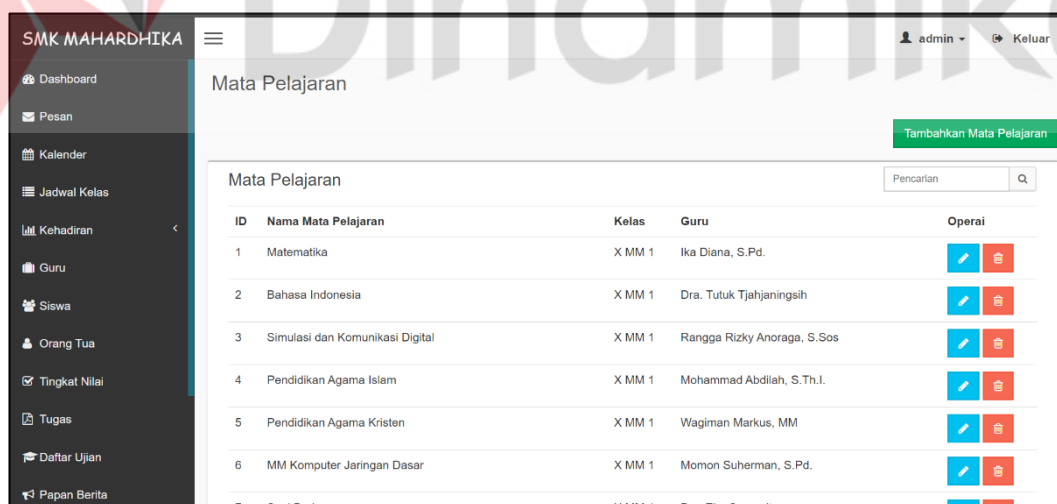 Dinamika
SMK MAHARDHIKA
admin
Keluar
Dashboard
Pesan
Kalender
Jadwal Kelas
Kehadiran
Guru
Siswa
Orang Tua
Tingkat Nilai
Tugas
Daftar Ujian
Papan Berita
Mata Pelajaran
Tambahkan Mata Pelajaran
Mata Pelajaran
Pencarian
ID Nama Mata Pelajaran Kelas Guru Operai
1 Matematika X MM 1 Ika Diana, S.Pd.
2 Bahasa Indonesia X MM 1 Dra. Tutuk Tjahjaningsih
3 Simulasi dan Komunikasi Digital X MM 1 Rangga Rizky Anoraga, S.Sos
4 Pendidikan Agama Islam X MM 1 Mohammad Abdilah, S.Th.I.
5 Pendidikan Agama Kristen X MM 1 Wagiman Markus, MM
6 MM Komputer Jaringan Dasar X MM 1 Momon Suherman, S.Pd.